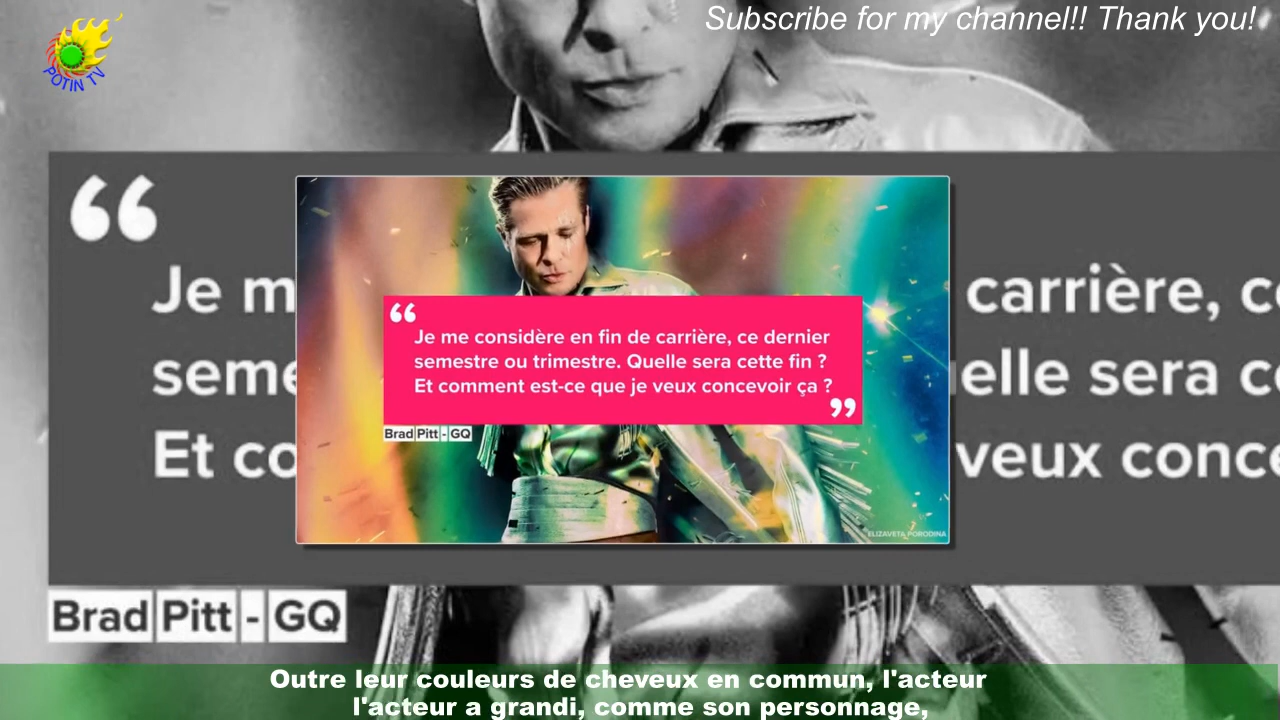 Subscribe for my channel!! Thank you!
POTIN TV
“
Je m carrière, c
seme elle sera c
Et co veux conc
“
Je me considère en fin de carrière, ce dernier
semestre ou trimestre. Quelle sera cette fin ?
Et comment est-ce que je veux concevoir ça ?
”
Brad Pitt - GQ
ELIZAVETA PORODINA
Brad Pitt - GQ
Outre leur couleurs de cheveux en commun, l'acteur
l'acteur a grandi, comme son personnage,